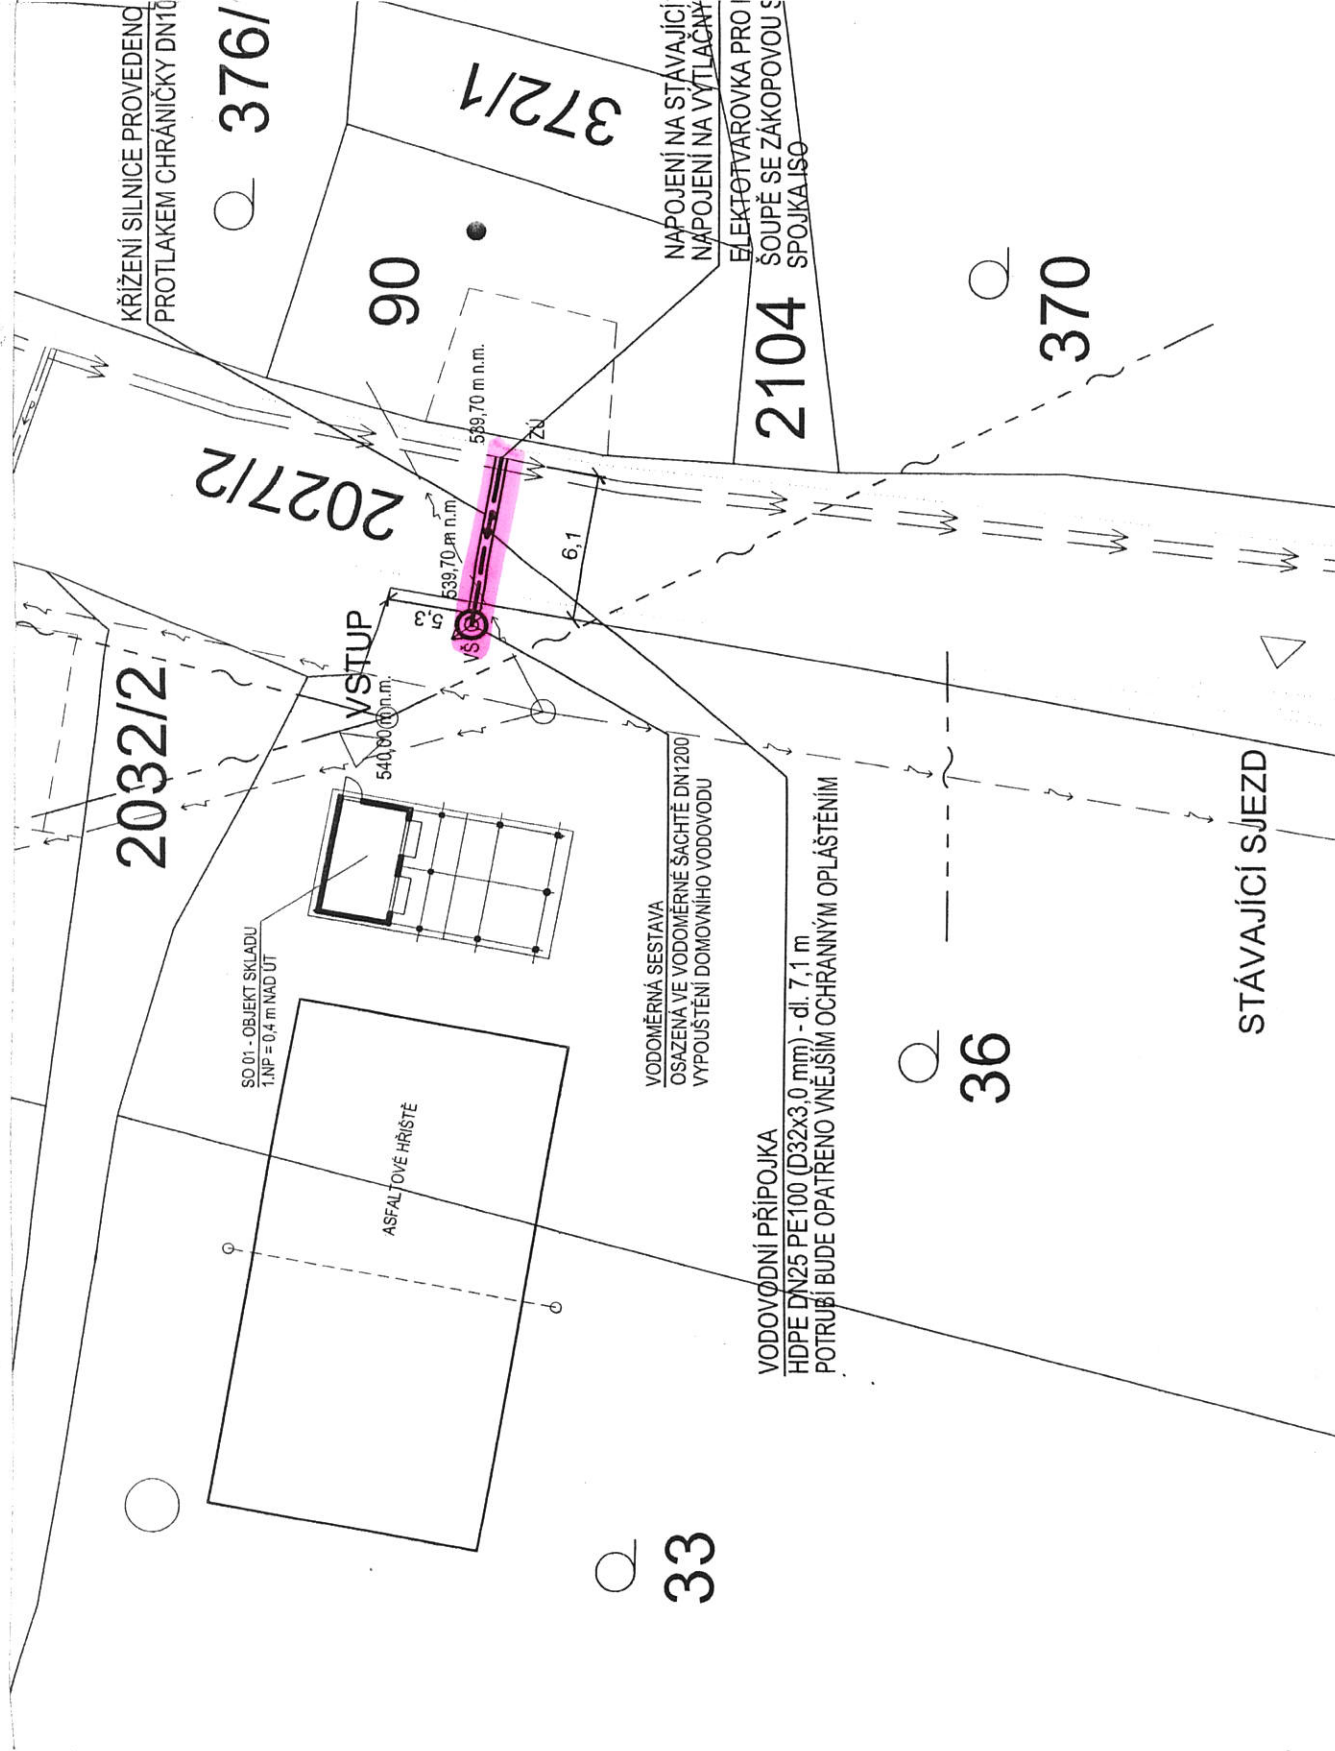 KŘÍŽENÍ SILNICE PROVEDENO
PROTLAKEM CHRÁNIČKY DN10
376/
372/1
NAPOJENÍ NA STÁVAJÍCÍ
NAPOJENÍ NA VÝTLAČNÝ
ELEKTOTVAROVKA PRO
ŠOUPĚ SE ZÁKOPOVOU S
SPOJKA ISO
90
2104
370
2027/2
539,70 m n.m.
ZÚ
539,70 m n.m.
6,1
5,3
VŠ
VSTUP
540,00 m n.m.
2032/2
SO 01 - OBJEKT SKLADU
1.NP = 0,4 m NAD ÚT
VODOMĚRNÁ SESTAVA
OSAZENÁ VE VODOMĚRNÉ ŠACHTĚ DN1200
VYPOUŠTĚNÍ DOMOVNÍHO VODOVODU
VODOVODNÍ PŘÍPOJKA
HDPE DN25 PE100 (D32x3,0 mm) - dl. 7,1 m
POTRUBÍ BUDE OPATŘENO VNĚJŠÍM OCHRANNÝM OPLÁŠTĚNÍM
STÁVAJÍCÍ SJEZD
ASFALTOVÉ HŘIŠTĚ
36
33